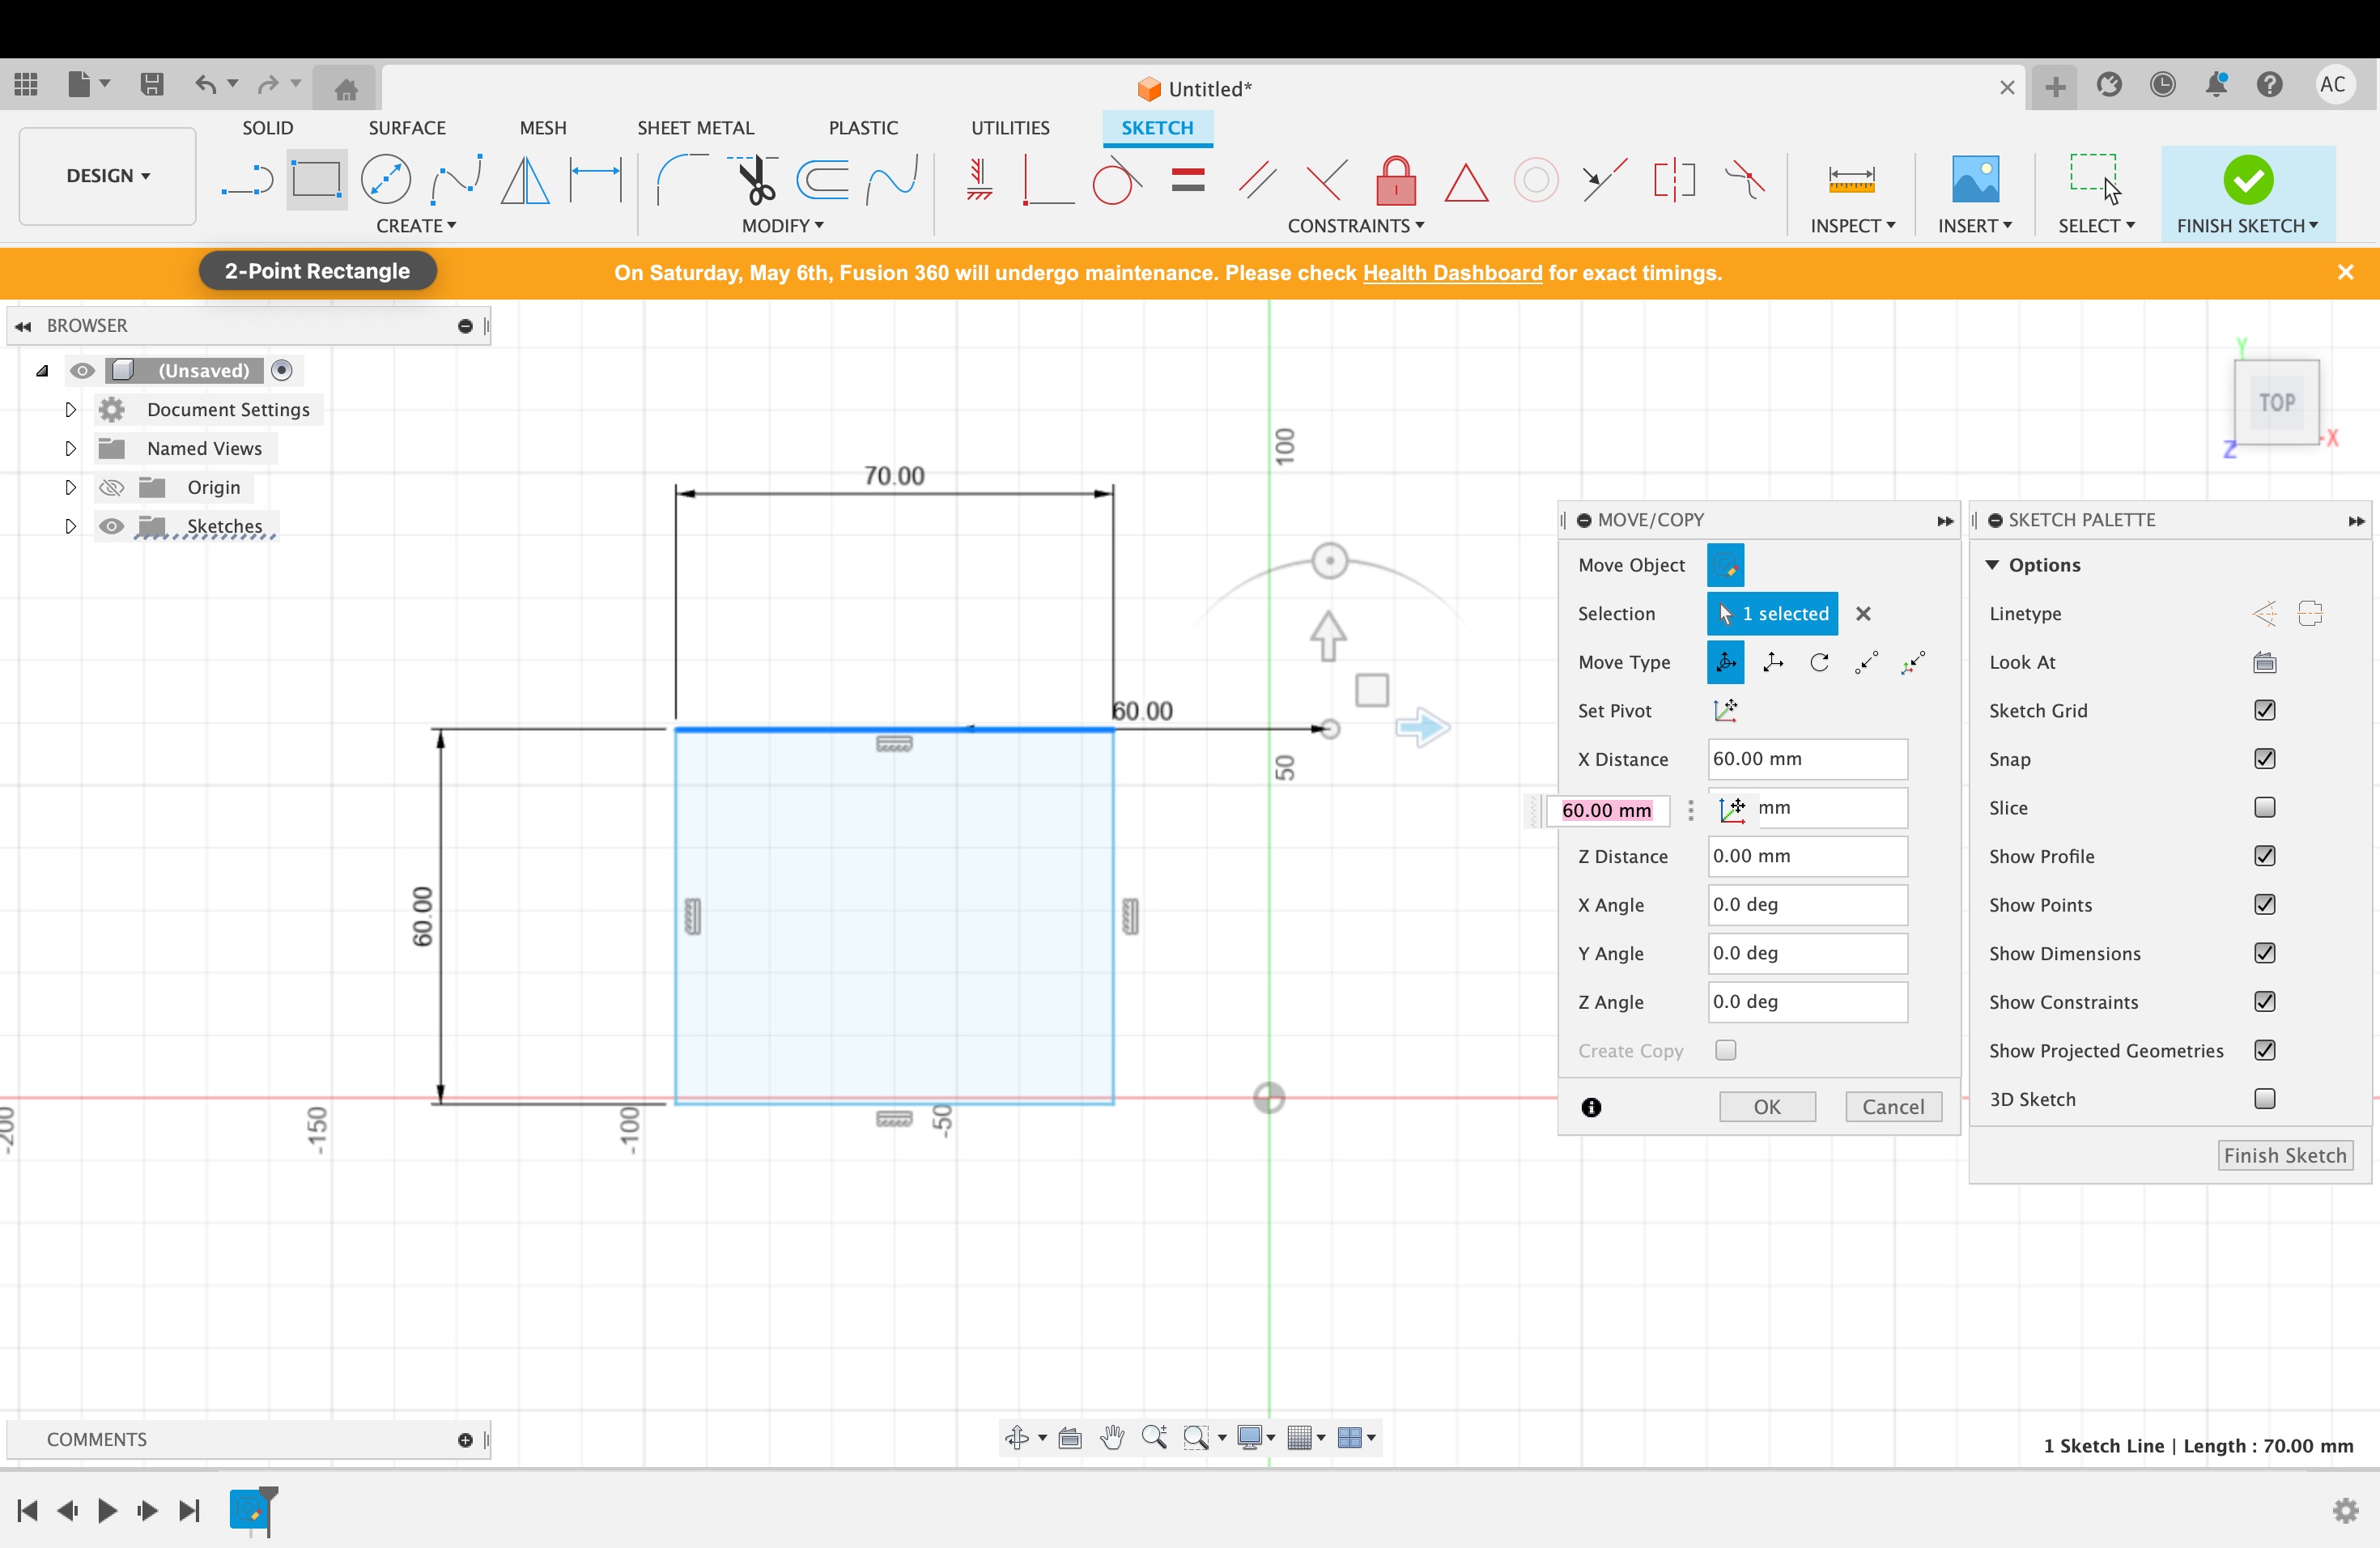 Untitled*
AC
SOLID
SURFACE
MESH
SHEET METAL
PLASTIC
UTILITIES
SKETCH
DESIGN
CREATE
MODIFY
CONSTRAINTS
INSPECT
INSERT
SELECT
FINISH SKETCH
2-Point Rectangle
On Saturday, May 6th, Fusion 360 will undergo maintenance. Please check Health Dashboard for exact timings.
BROWSER
(Unsaved)
Document Settings
Named Views
Origin
Sketches
Y
TOP
X
Z
100
70.00
60.00
50
60.00
-200
-150
-100
-50
MOVE/COPY
Move Object
Selection
1 selected
Move Type
Set Pivot
X Distance
60.00 mm
60.00 mm
mm
Z Distance
0.00 mm
X Angle
0.0 deg
Y Angle
0.0 deg
Z Angle
0.0 deg
Create Copy
OK
Cancel
SKETCH PALETTE
Options
Linetype
Look At
Sketch Grid
Snap
Slice
Show Profile
Show Points
Show Dimensions
Show Constraints
Show Projected Geometries
3D Sketch
Finish Sketch
COMMENTS
1 Sketch Line | Length : 70.00 mm